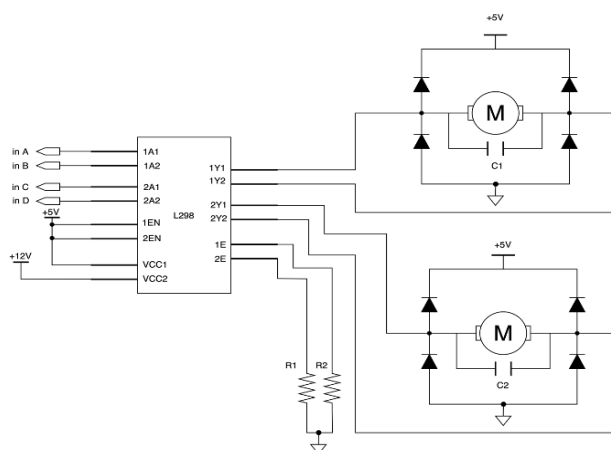 +5V
M
C1
in A
in B
in C
in D
+5V
+12V
1A1
1A2
2A1
2A2
1EN
2EN
VCC1
VCC2
L298
1Y1
1Y2
2Y1
2Y2
1E
2E
R1
R2
+5V
M
C2